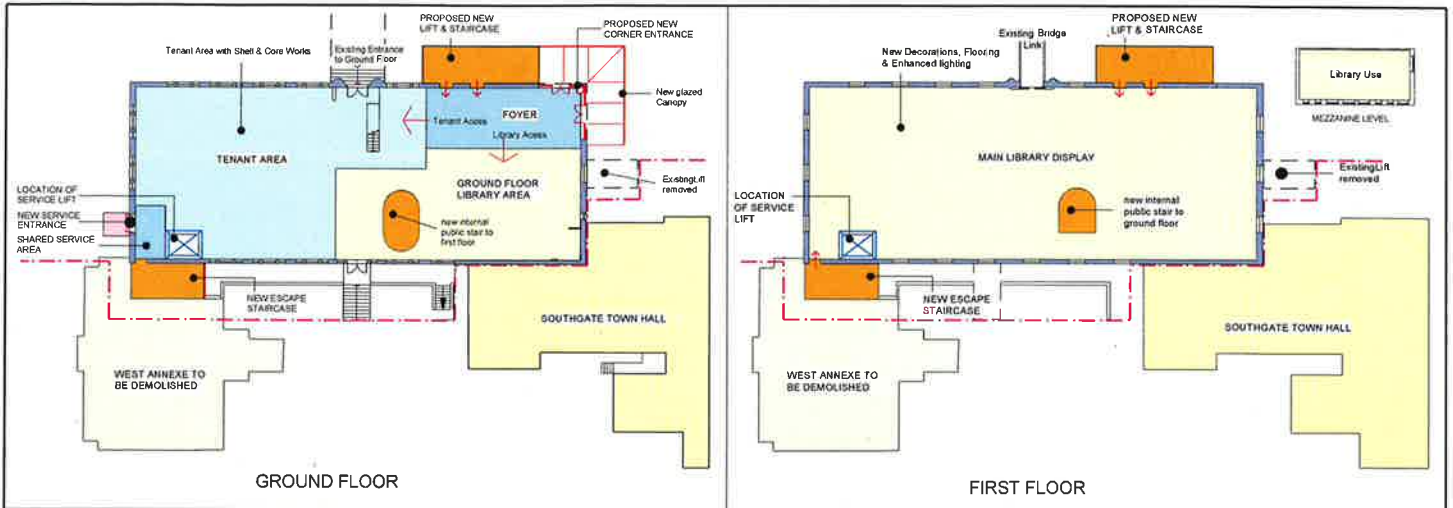 PROPOSED NEW
LIFT & STAIRCASE
PROPOSED NEW
CORNER ENTRANCE
Tenant Area with Shell & Core Works
Existing Entrance
to Ground Floor
New glazed
Canopy
FOYER
Tenant Acces
Library Acess
TENANT AREA
GROUND FLOOR
LIBRARY AREA
ExistingLift
removed
LOCATION OF
SERVICE LIFT
NEW SERVICE
ENTRANCE
SHARED SERVICE
AREA
new internal
public stair to
first floor
NEW ESCAPE
STAIRCASE
SOUTHGATE TOWN HALL
WEST ANNEXE TO
BE DEMOLISHED
GROUND FLOOR
PROPOSED NEW
LIFT & STAIRCASE
Existing Bridge
Link
New Decorations, Flooring
& Enhanced lighting
Library Use
MEZZANINE LEVEL
MAIN LIBRARY DISPLAY
ExistingLift
removed
LOCATION
OF SERVICE
LIFT
new internal
public stair to
ground floor
NEW ESCAPE
STAIRCASE
SOUTHGATE TOWN HALL
WEST ANNEXE TO
BE DEMOLISHED
FIRST FLOOR